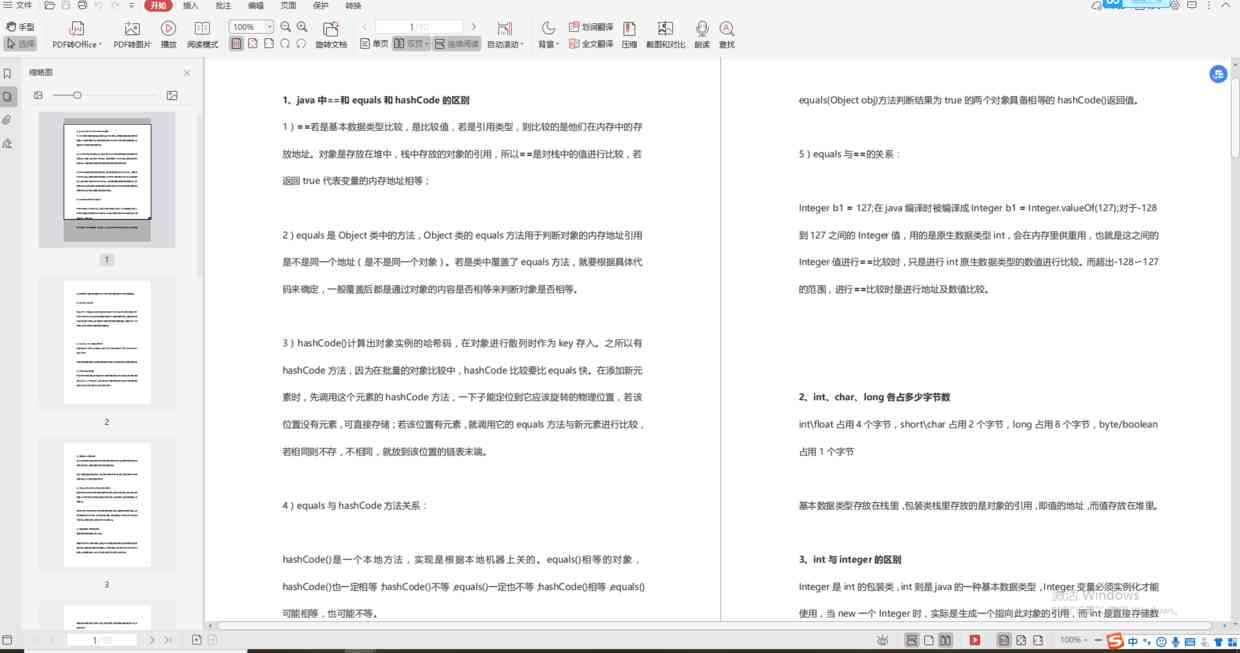 文件
开始
插入
批注
编辑
页面
保护
转换
手型
选择
PDF转Office
PDF转图片
播放
阅读模式
100%
旋转文档
1/10
单页
双页
连续阅读
自动滚动
背景
划词翻译
全文翻译
压缩
截图和对比
朗读
查找
缩略图
1
2
3
1、java 中==和 equals 和 hashCode 的区别
1）==若是基本数据类型比较，是比较值，若是引用类型，则比较的是他们在内存中的存
放地址。对象是存放在堆中，栈中存放的对象的引用，所以==是对栈中的值进行比较，若
返回 true 代表变量的内存地址相等；
2）equals 是 Object 类中的方法，Object 类的 equals 方法用于判断对象的内存地址引用
是不是同一个地址（是不是同一个对象）。若是类中覆盖了 equals 方法，就要根据具体代
码来确定，一般覆盖后都是通过对象的内容是否相等来判断对象是否相等。
3）hashCode()计算出对象实例的哈希码，在对象进行散列时作为 key 存入。之所以有
hashCode 方法，因为在批量的对象比较中，hashCode 比较要比 equals 快。在添加新元
素时，先调用这个元素的 hashCode 方法，一下子能定位到它应该旋转的物理位置，若该
位置没有元素，可直接存储；若该位置有元素，就调用它的 equals 方法与新元素进行比较，
若相同则不存，不相同，就放到该位置的链表末端。
4）equals 与 hashCode 方法关系：
hashCode()是一个本地方法，实现是根据本地机器上关的。equals()相等的对象，
hashCode()也一定相等，hashCode()不等，equals()一定也不等，hashCode()相等，equals()
可能相等，也可能不等。
equals(Object obj)方法判断结果为 true 的两个对象具备相等的 hashCode()返回值。
5）equals 与==的关系：
Integer b1 = 127;在 java 编译时被编译成 Integer b1 = Integer.valueOf(127);对于-128
到 127 之间的 Integer 值，用的是原生数据类型 int，会在内存里供重用，也就是这之间的
Integer 值进行==比较时，只是进行 int 原生数据类型的数值进行比较。而超出-128～127
的范围，进行==比较时是进行地址及数值比较。
2、int、char、long 各占多少字节数
int\float 占用 4 个字节，short\char 占用 2 个字节，long 占用 8 个字节，byte/boolean
占用 1 个字节
基本数据类型存放在栈里，包装类栈里存放的是对象的引用，即值的地址，而值存放在堆里。
3、int 与 integer 的区别
Integer 是 int 的包装类，int 则是 java 的一种基本数据类型，Integer 变量必须实例化才能
使用，当 new 一个 Integer 时，实际是生成一个指向此对象的引用，而 int 是直接存储数
激活 Windows
1/10
100%
中